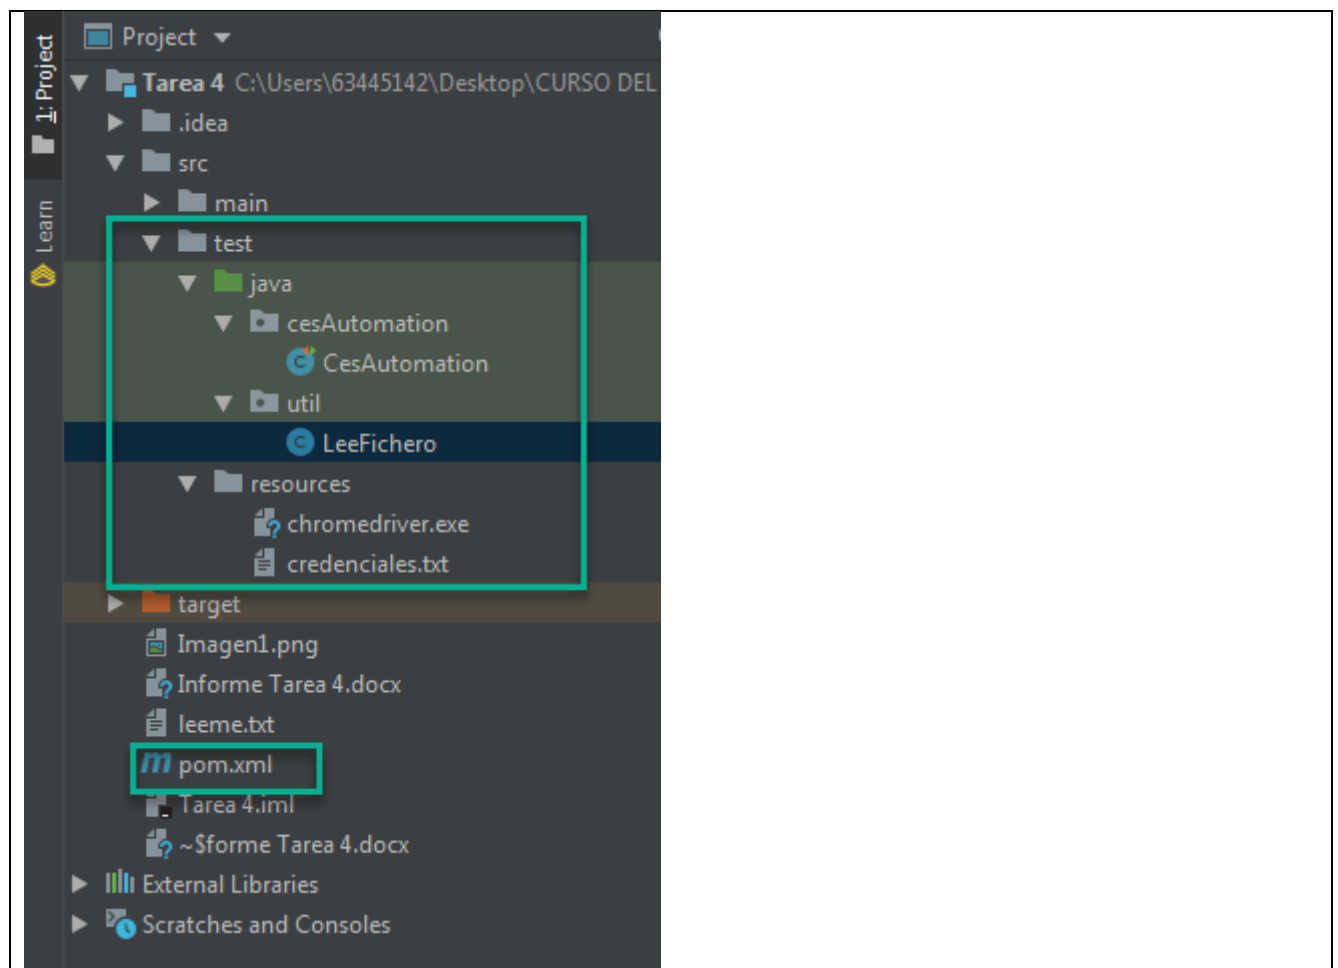 1: Project
Learn
Project
Tarea 4 C:\Users\63445142\Desktop\CURSO DEL
.idea
src
main
test
java
cesAutomation
CesAutomation
util
LeeFichero
resources
chromedriver.exe
credenciales.txt
target
Imagen1.png
Informe Tarea 4.docx
leeme.txt
pom.xml
Tarea 4.iml
~$forme Tarea 4.docx
External Libraries
Scratches and Consoles